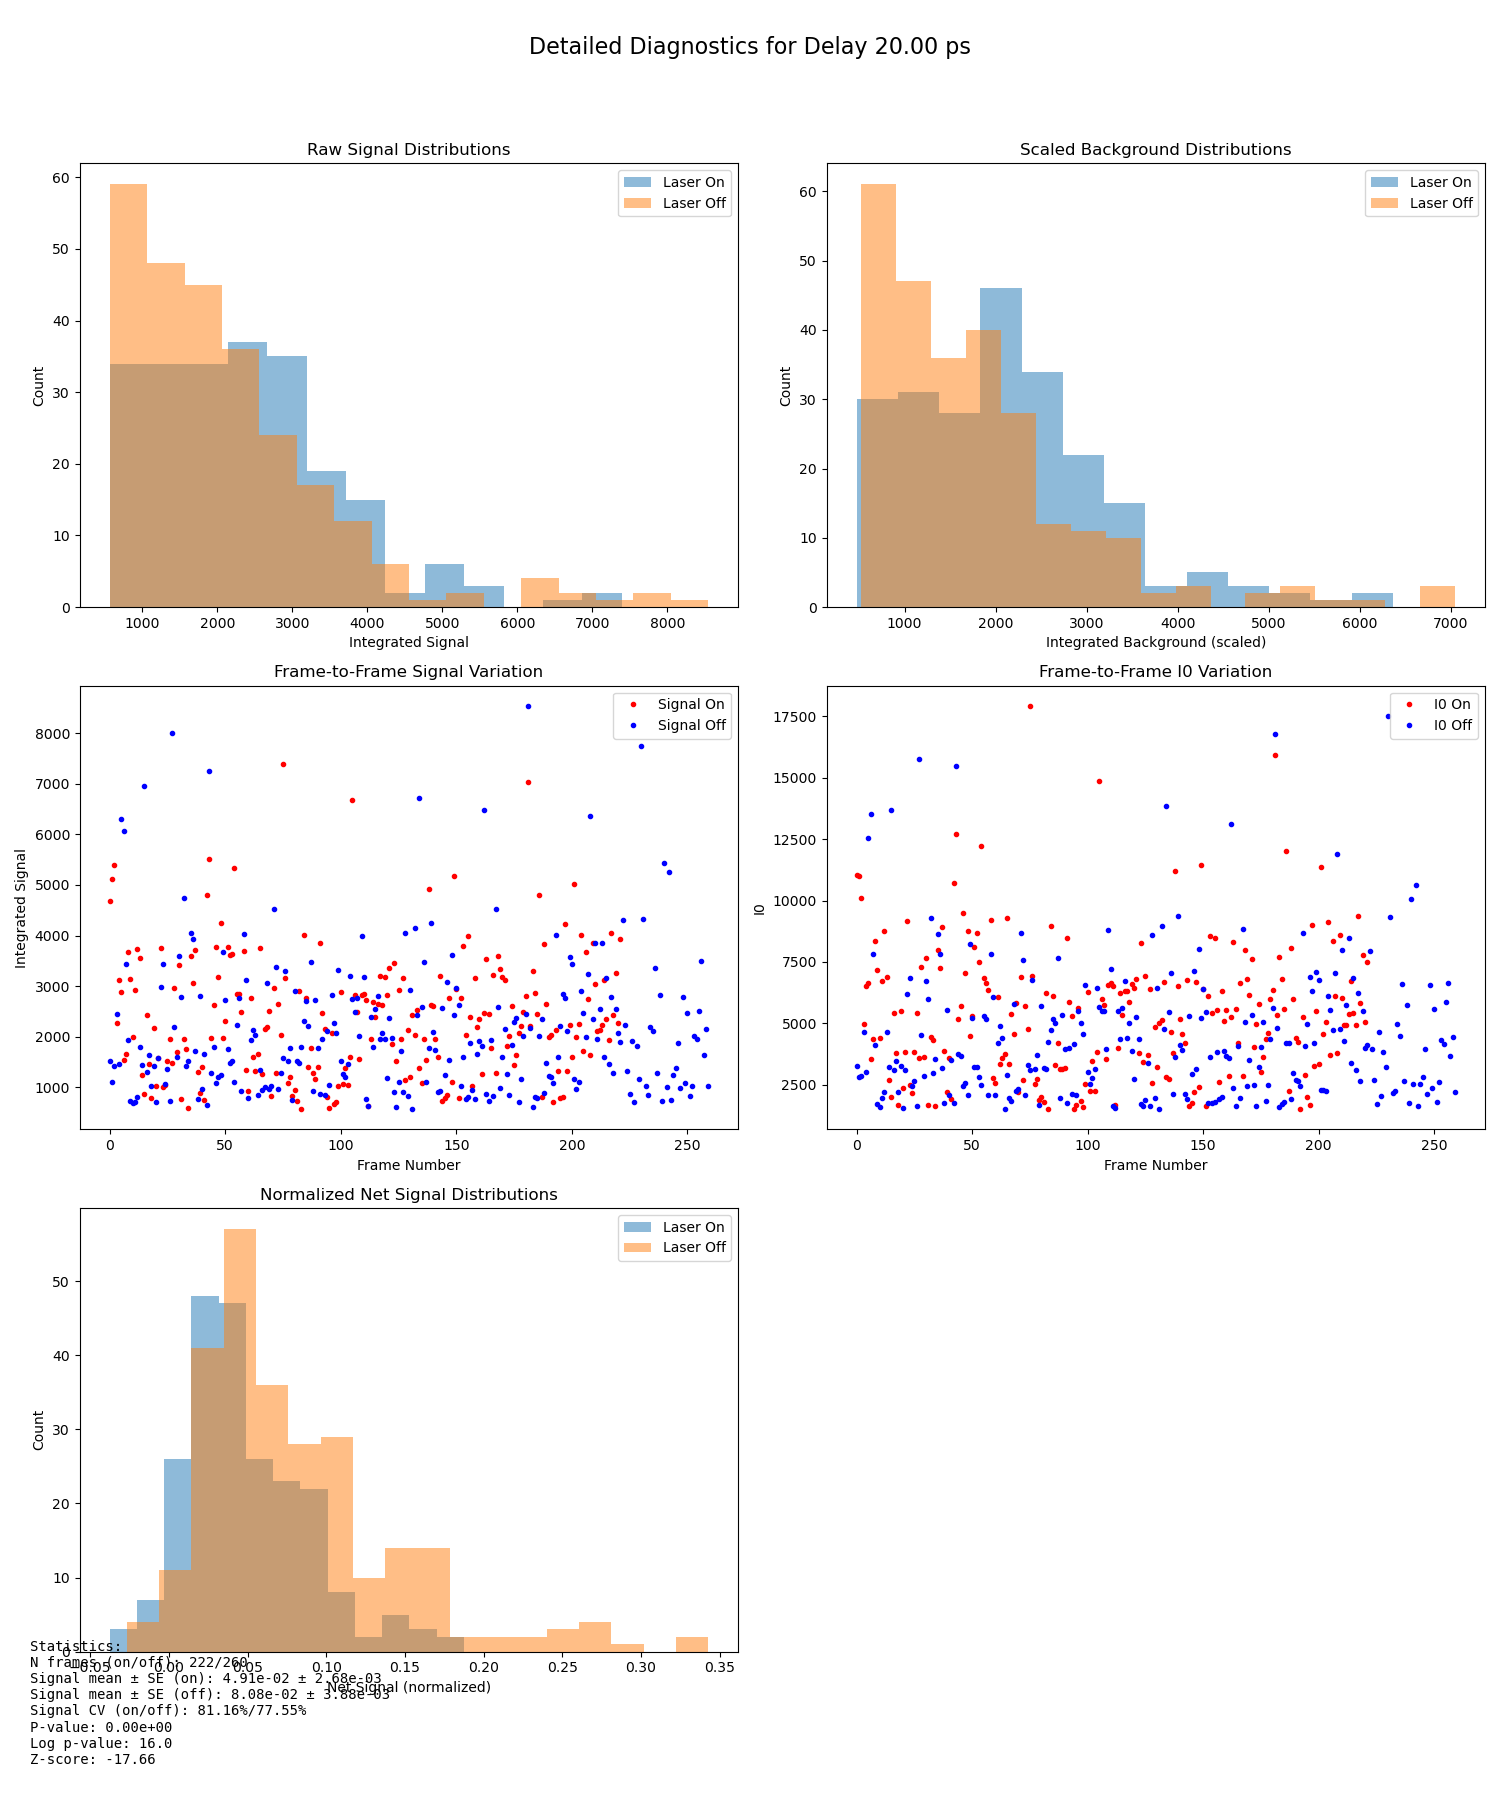 Detailed Diagnostics for Delay 20.00 ps
Raw Signal Distributions
60
50
40
30
20
10
0
Count
Laser On
Laser Off
1000 2000 3000 4000 5000 6000 7000 8000
Integrated Signal
Scaled Background Distributions
60
50
40
30
20
10
0
Count
Laser On
Laser Off
1000 2000 3000 4000 5000 6000 7000
Integrated Background (scaled)
Frame-to-Frame Signal Variation
8000
7000
6000
5000
4000
3000
2000
1000
Integrated Signal
Signal On
Signal Off
0 50 100 150 200 250
Frame Number
Frame-to-Frame I0 Variation
17500
15000
12500
10000
7500
5000
2500
I0
I0 On
I0 Off
0 50 100 150 200 250
Frame Number
Normalized Net Signal Distributions
50
40
30
20
10
0
Count
Laser On
Laser Off
−0.05 0.00 0.05 0.10 0.15 0.20 0.25 0.30 0.35
Net Signal (normalized)
Statistics:
N frames (on/off): 222/260
Signal mean ± SE (on): 4.91e-02 ± 2.68e-03
Signal mean ± SE (off): 8.08e-02 ± 3.88e-03
Signal CV (on/off): 81.16%/77.55%
P-value: 0.00e+00
Log p-value: 16.0
Z-score: -17.66